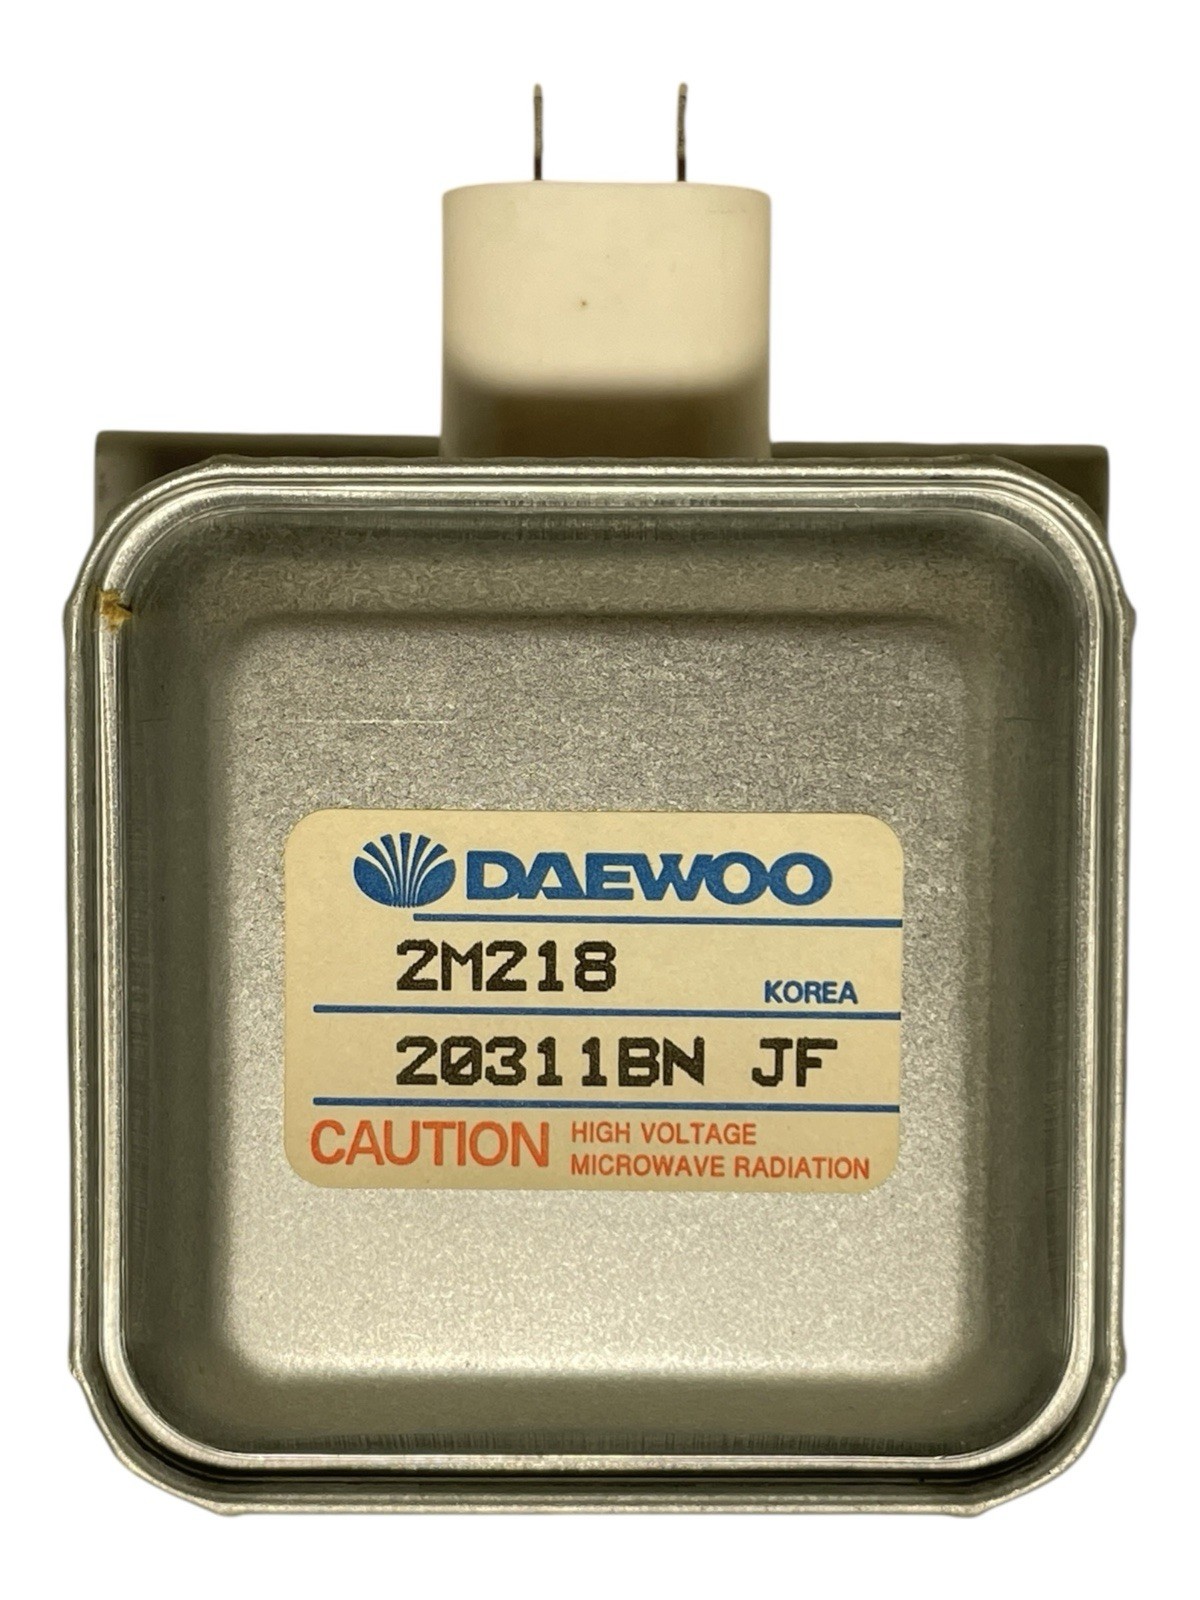 DAEWOO
2M218
KOREA
20311BN JF
CAUTION HIGH VOLTAGE
MICROWAVE RADIATION